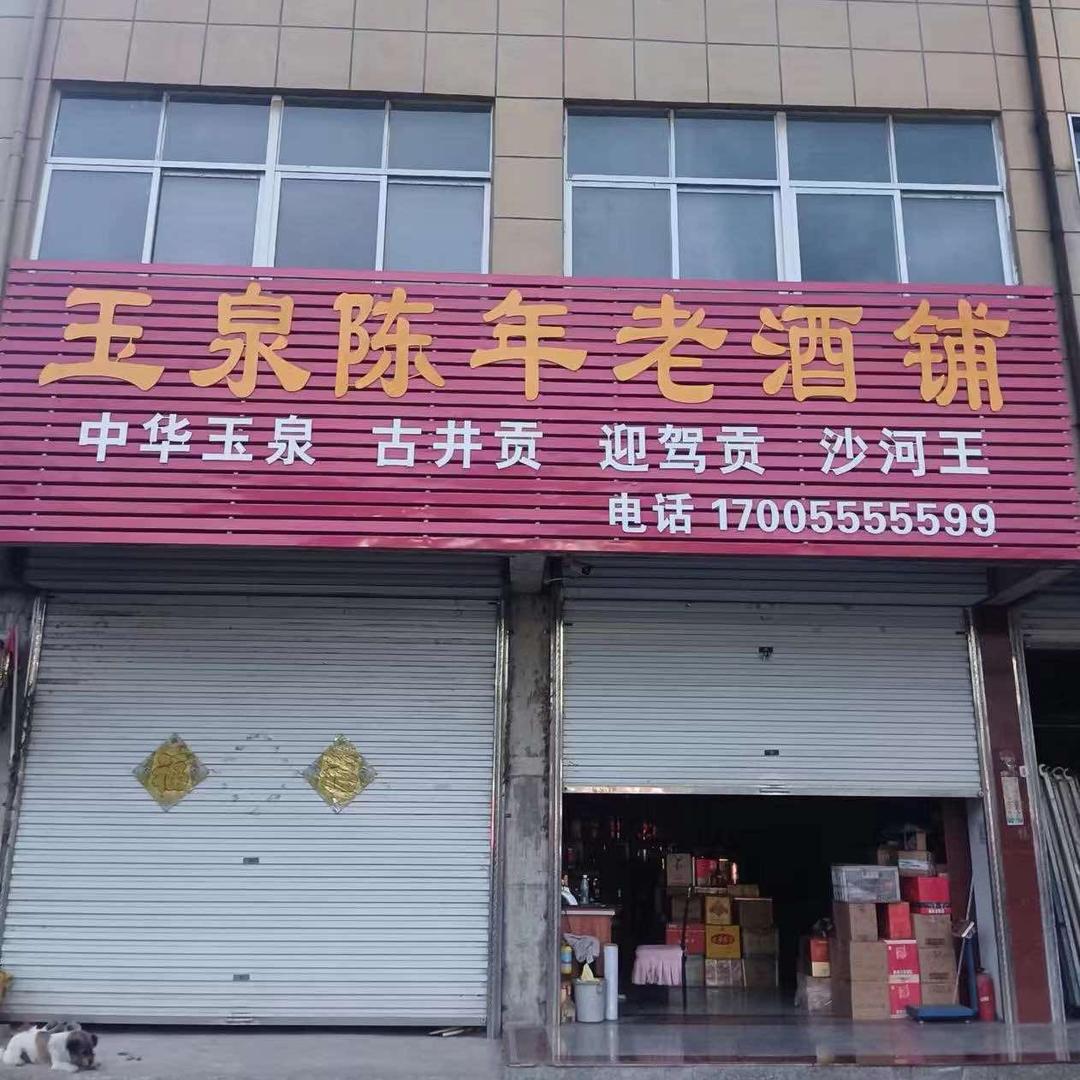 玉泉陈年老酒铺
中华玉泉 古井贡 迎驾贡 沙河王
电话 17005555599
福